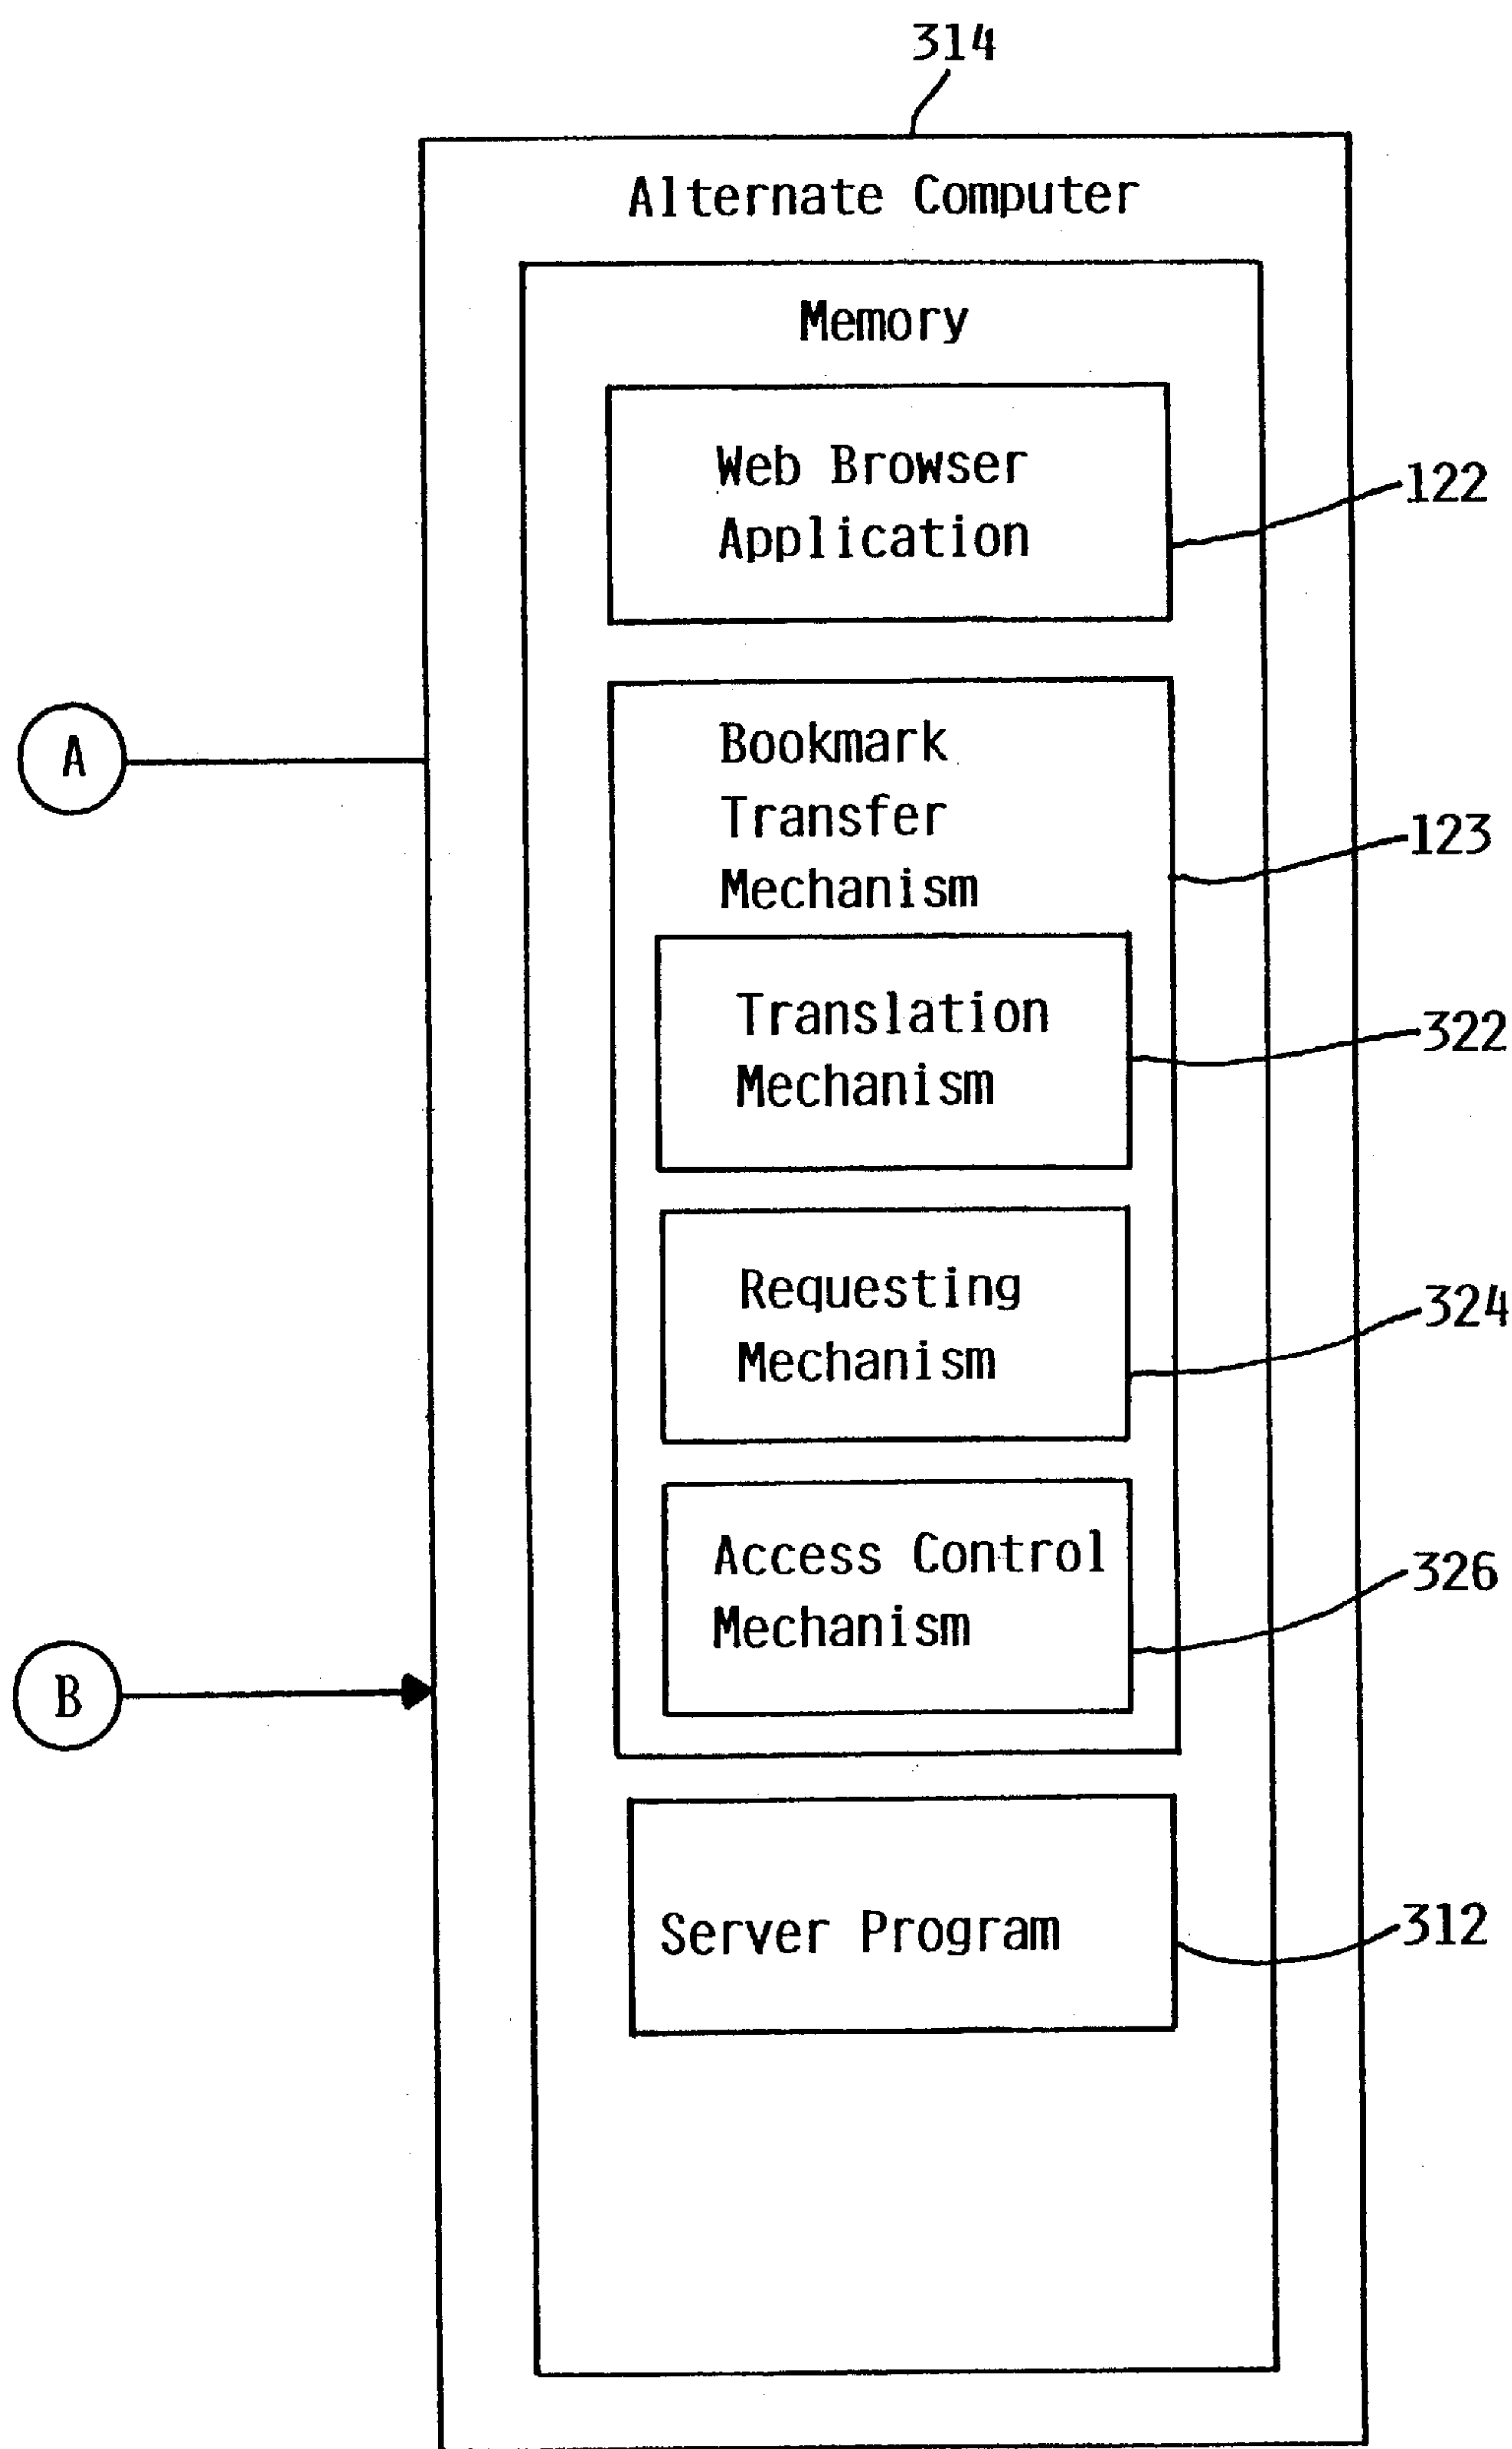 314
Alternate Computer
Memory
Web Browser
Application
122
A
Bookmark
Transfer
Mechanism
123
Translation
Mechanism
322
Requesting
Mechanism
324
Access Control
Mechanism
326
B
Server Program
312